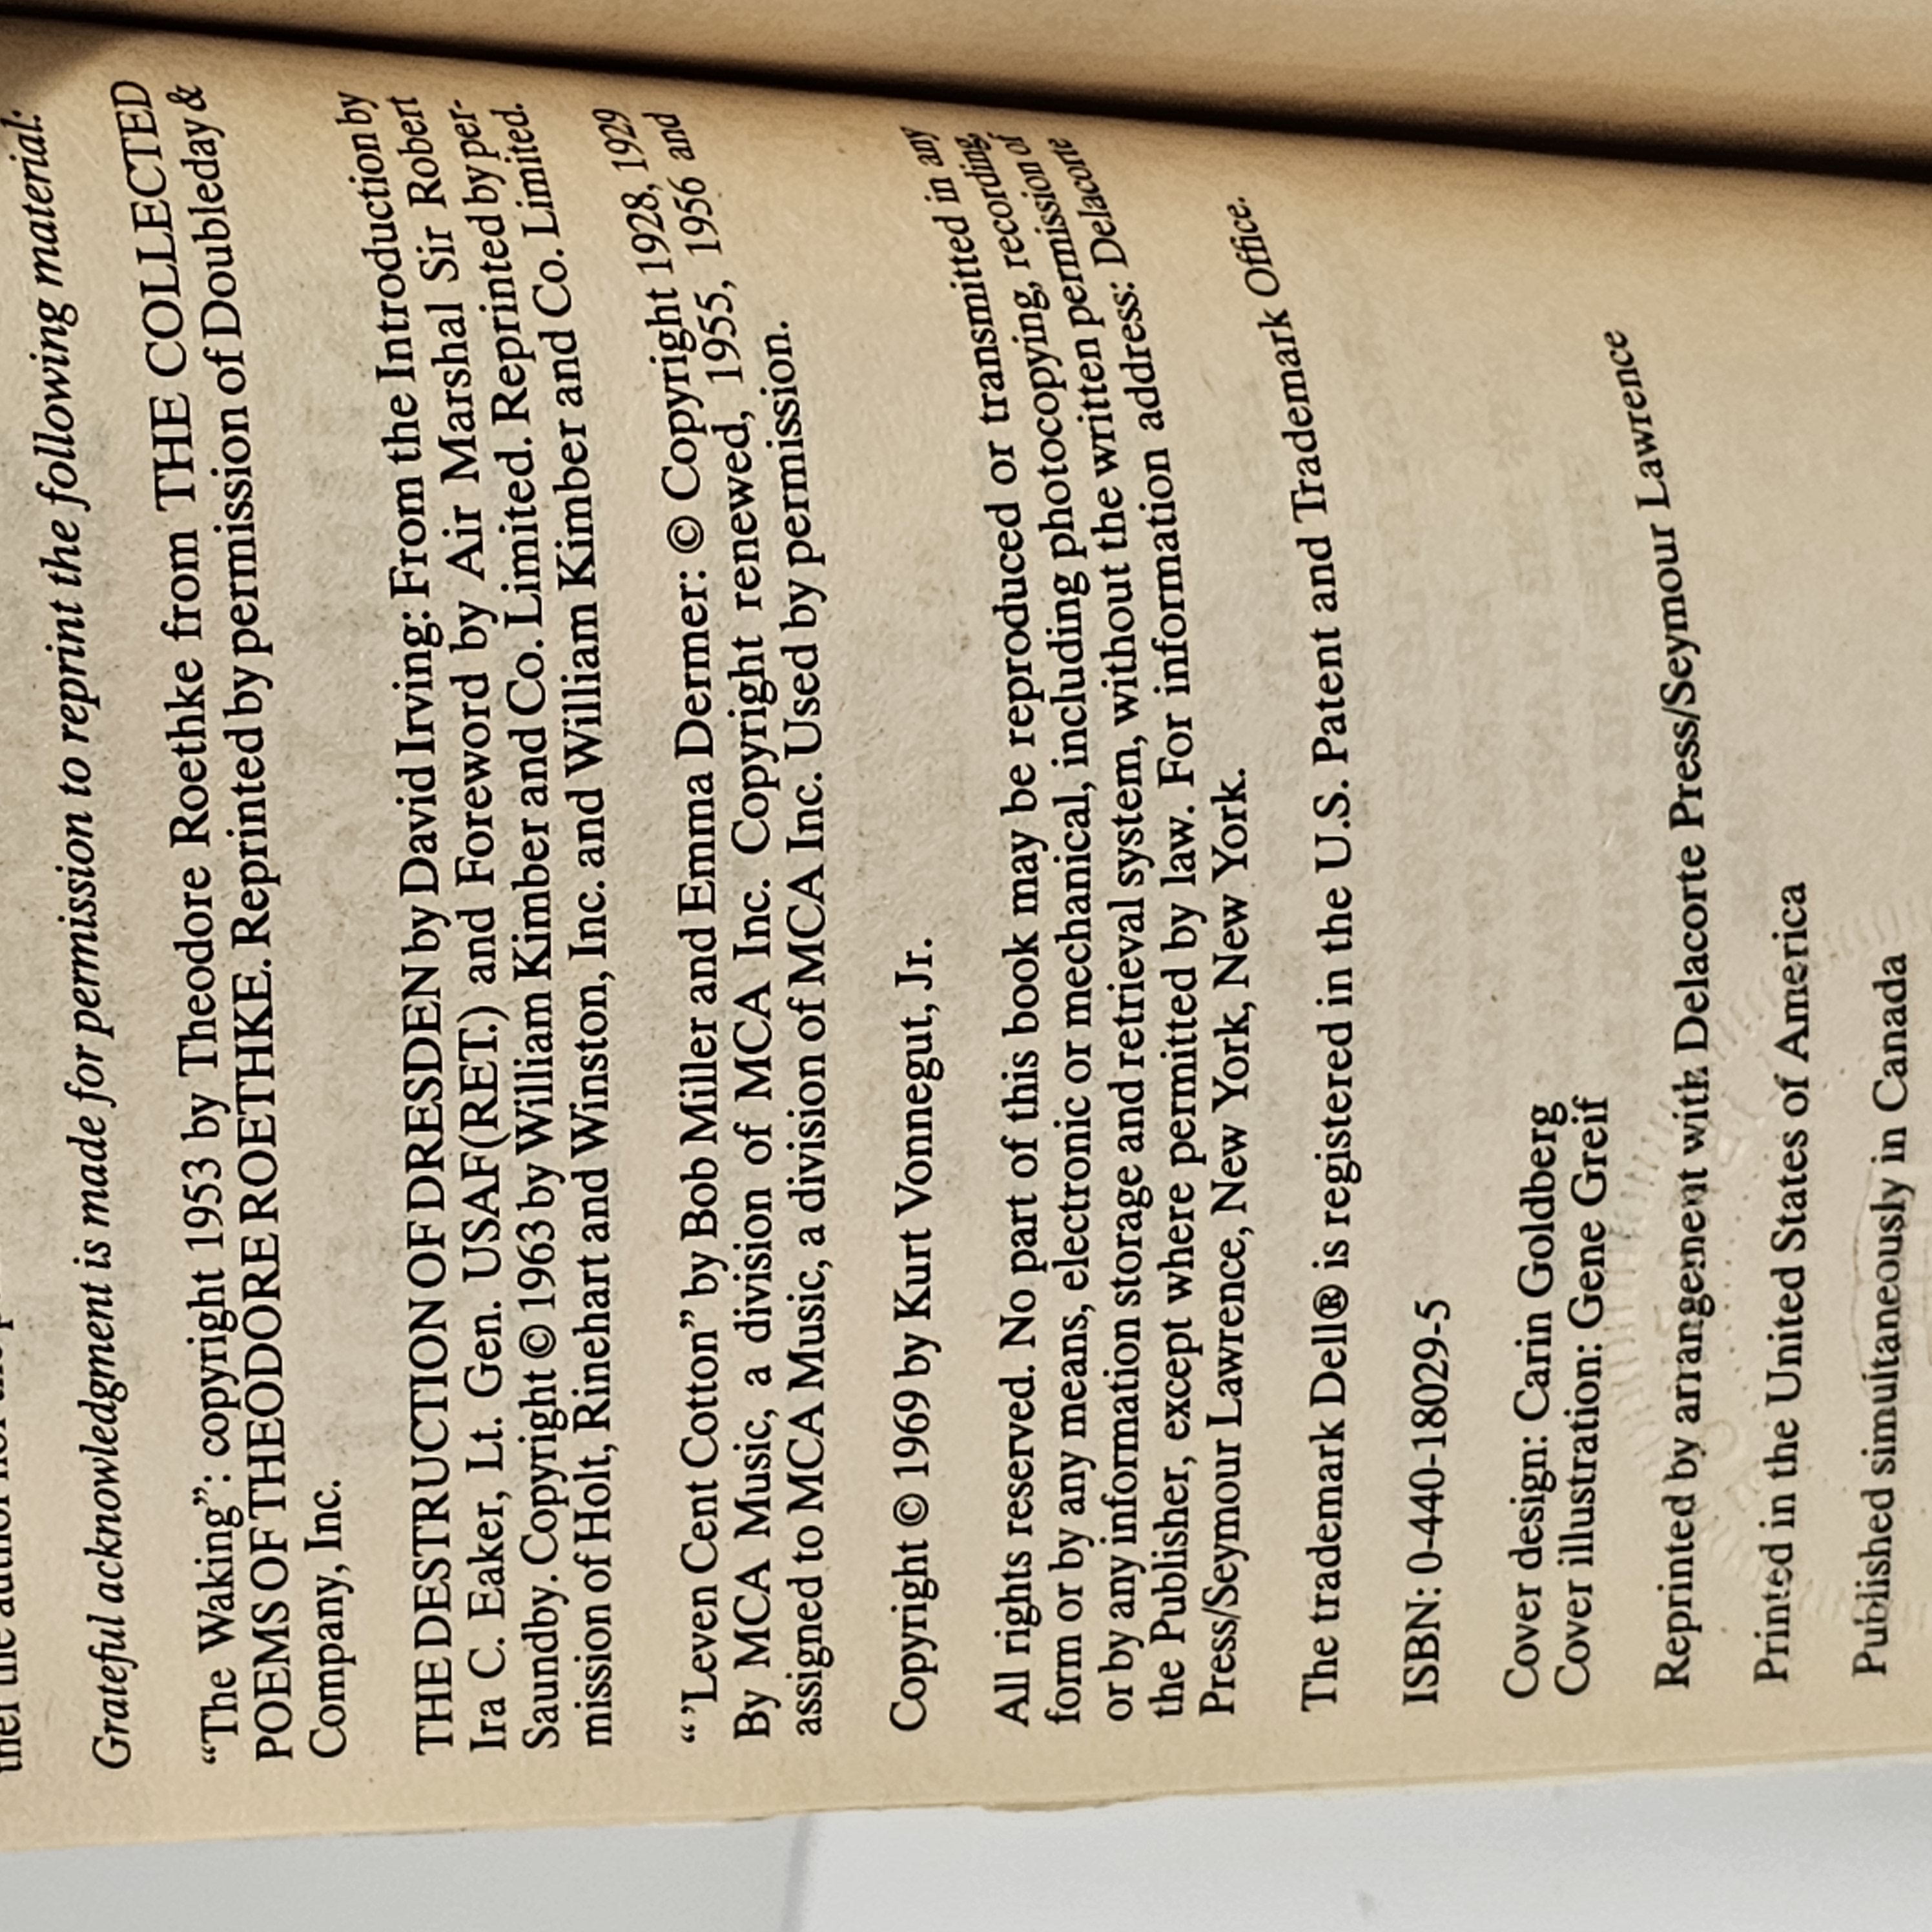 ther the author nor the
Grateful acknowledgment is made for permission to reprint the following material:
“The Waking”: copyright 1953 by Theodore Roethke from THE COLLECTED
POEMS OF THEODORE ROETHKE. Reprinted by permission of Doubleday &
Company, Inc.
THE DESTRUCTION OF DRESDEN by David Irving: From the Introduction by
Ira C. Eaker, Lt. Gen. USAF(RET.) and Foreword by Air Marshal Sir Robert
Saundby. Copyright © 1963 by William Kimber and Co. Limited. Reprinted by per-
mission of Holt, Rinehart and Winston, Inc. and William Kimber and Co. Limited.
“ ’Leven Cent Cotton” by Bob Miller and Emma Dermer: © Copyright 1928, 1929
By MCA Music, a division of MCA Inc. Copyright renewed, 1955, 1956 and
assigned to MCA Music, a division of MCA Inc. Used by permission.
Copyright © 1969 by Kurt Vonnegut, Jr.
All rights reserved. No part of this book may be reproduced or transmitted in any
form or by any means, electronic or mechanical, including photocopying, recording,
or by any information storage and retrieval system, without the written permission of
the Publisher, except where permitted by law. For information address: Delacorte
Press/Seymour Lawrence, New York, New York.
The trademark Dell® is registered in the U.S. Patent and Trademark Office.
ISBN: 0-440-18029-5
Cover design: Carin Goldberg
Cover illustration: Gene Greif
Reprinted by arrangement with Delacorte Press/Seymour Lawrence
Printed in the United States of America
Published simultaneously in Canada